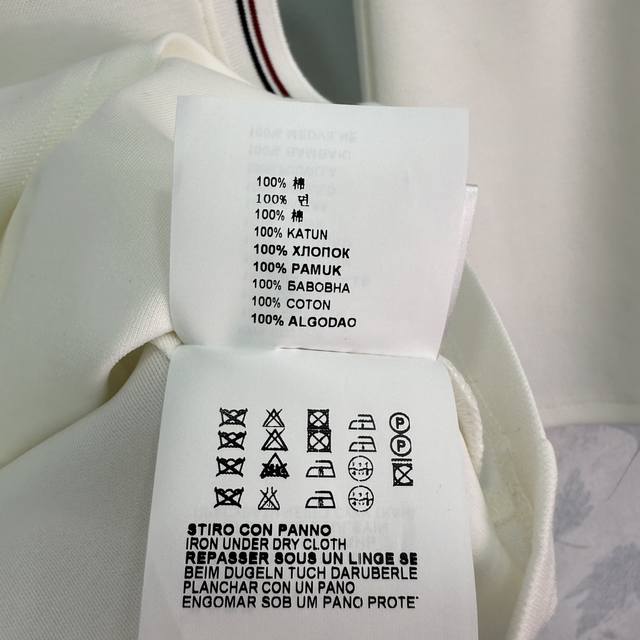 100% 棉
100% 면
100% 棉
100% KATUN
100% ХЛОПОК
100% PAMUK
100% БАВОВНА
100% COTON
100% ALGODAO
STIRO CON PANNO
IRON UNDER DRY CLOTH
REPASSER SOUS UN LINGE SE
BEIM DUGELN TUCH DARUBERLE
PLANCHAR CON UN PANO
ENGOMAR SOB UM PANO PROTE